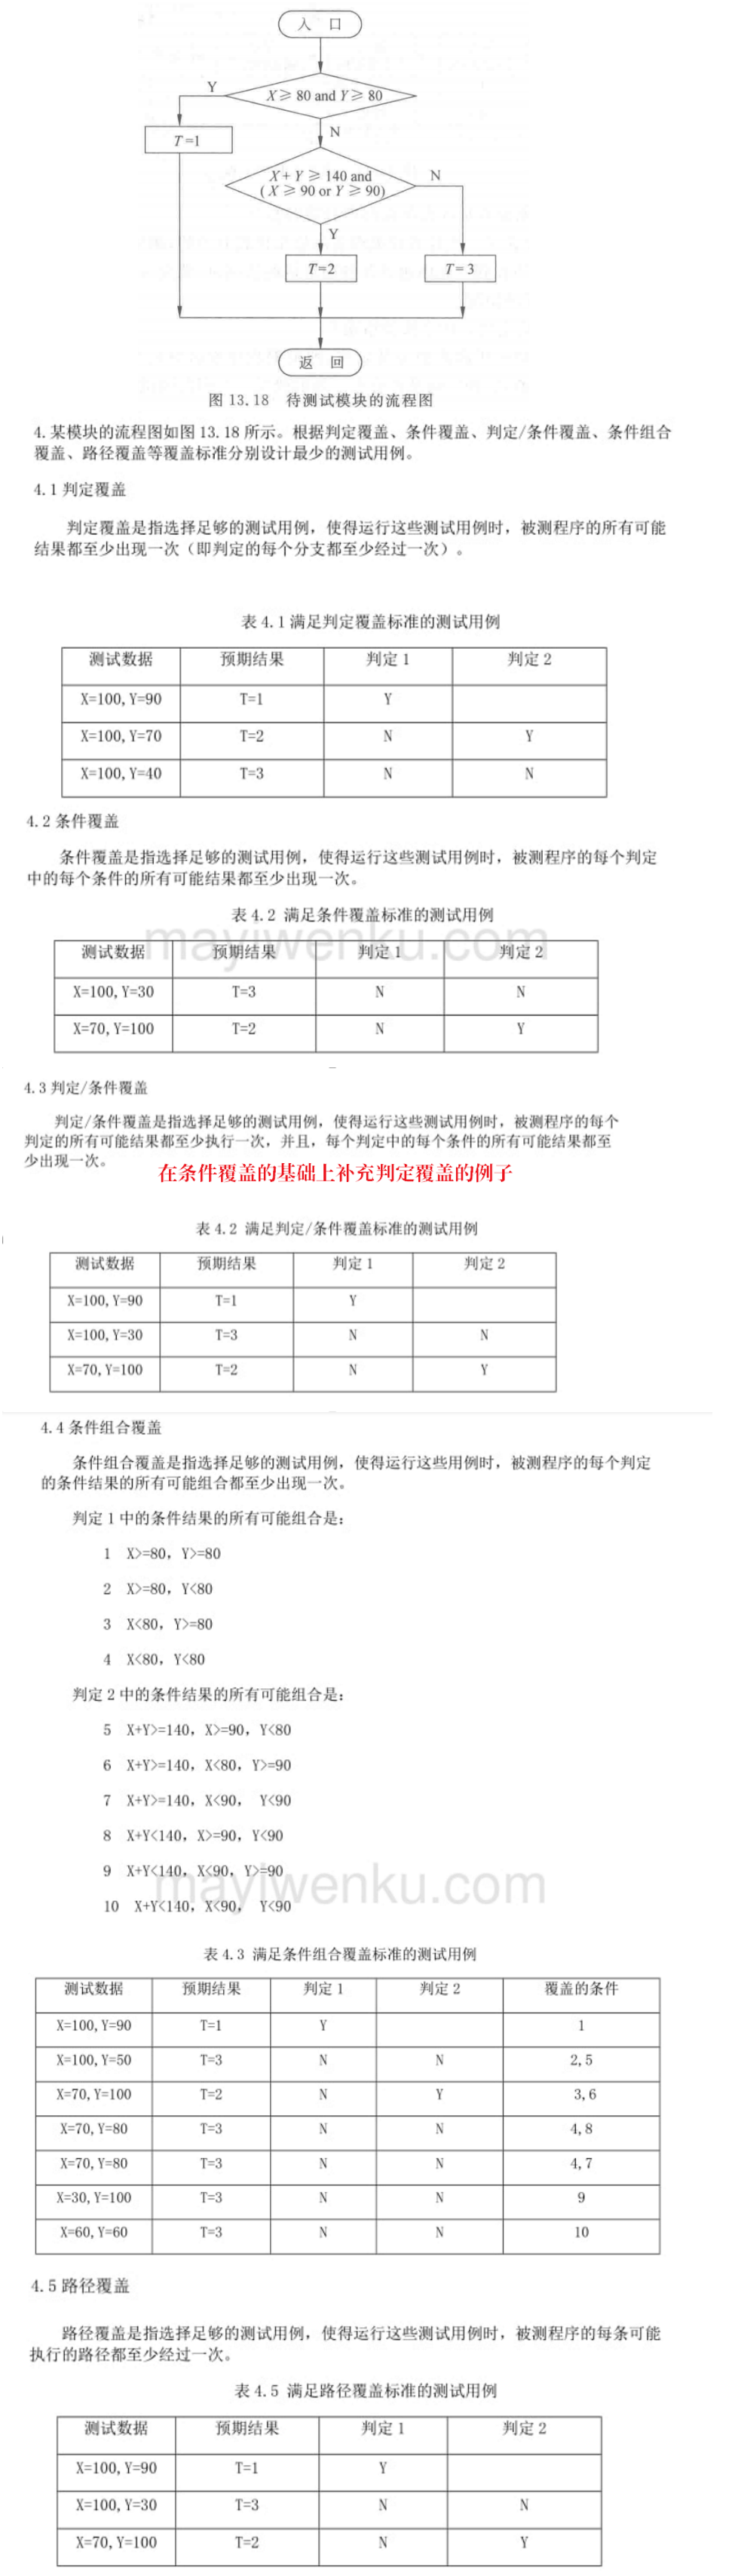 入 口
Y
X ≥ 80 and Y ≥ 80
T=1
N
X + Y ≥ 140 and
( X ≥ 90 or Y ≥ 90)
N
Y
T=2
T=3
返 回
图 13.18 待测试模块的流程图
4.某模块的流程图如图 13.18 所示。根据判定覆盖、条件覆盖、判定/条件覆盖、条件组合
覆盖、路径覆盖等覆盖标准分别设计最少的测试用例。
4.1 判定覆盖
判定覆盖是指选择足够的测试用例，使得运行这些测试用例时，被测程序的所有可能
结果都至少出现一次（即判定的每个分支都至少经过一次）。
表 4.1 满足判定覆盖标准的测试用例
测试数据 预期结果 判定 1 判定 2
X=100,Y=90 T=1 Y
X=100,Y=70 T=2 N Y
X=100,Y=40 T=3 N N
4.2 条件覆盖
条件覆盖是指选择足够的测试用例，使得运行这些测试用例时，被测程序的每个判定
中的每个条件的所有可能结果都至少出现一次。
表 4.2 满足条件覆盖标准的测试用例
mayiwenku.com
测试数据 预期结果 判定 1 判定 2
X=100,Y=30 T=3 N N
X=70,Y=100 T=2 N Y
4.3 判定/条件覆盖
判定/条件覆盖是指选择足够的测试用例，使得运行这些测试用例时，被测程序的每个
判定的所有可能结果都至少执行一次，并且，每个判定中的每个条件的所有可能结果都至
少出现一次。
在条件覆盖的基础上补充判定覆盖的例子
表 4.2 满足判定/条件覆盖标准的测试用例
测试数据 预期结果 判定 1 判定 2
X=100,Y=90 T=1 Y
X=100,Y=30 T=3 N N
X=70,Y=100 T=2 N Y
4.4 条件组合覆盖
条件组合覆盖是指选择足够的测试用例，使得运行这些用例时，被测程序的每个判定
的条件结果的所有可能组合都至少出现一次。
判定 1 中的条件结果的所有可能组合是：
1 X>=80, Y>=80
2 X>=80, Y<80
3 X<80, Y>=80
4 X<80, Y<80
判定 2 中的条件结果的所有可能组合是：
5 X+Y>=140, X>=90, Y<80
6 X+Y>=140, X<80, Y>=90
7 X+Y>=140, X<90, Y<90
8 X+Y<140, X>=90, Y<90
9 X+Y<140, X<90, Y>=90
mayiwenku.com
10 X+Y<140, X<90, Y<90
表 4.3 满足条件组合覆盖标准的测试用例
测试数据 预期结果 判定 1 判定 2 覆盖的条件
X=100,Y=90 T=1 Y 1
X=100,Y=50 T=3 N N 2,5
X=70,Y=100 T=2 N Y 3,6
X=70,Y=80 T=3 N N 4,8
X=70,Y=80 T=3 N N 4,7
X=30,Y=100 T=3 N N 9
X=60,Y=60 T=3 N N 10
4.5 路径覆盖
路径覆盖是指选择足够的测试用例，使得运行这些测试用例时，被测程序的每条可能
执行的路径都至少经过一次。
表 4.5 满足路径覆盖标准的测试用例
测试数据 预期结果 判定 1 判定 2
X=100,Y=90 T=1 Y
X=100,Y=30 T=3 N N
X=70,Y=100 T=2 N Y